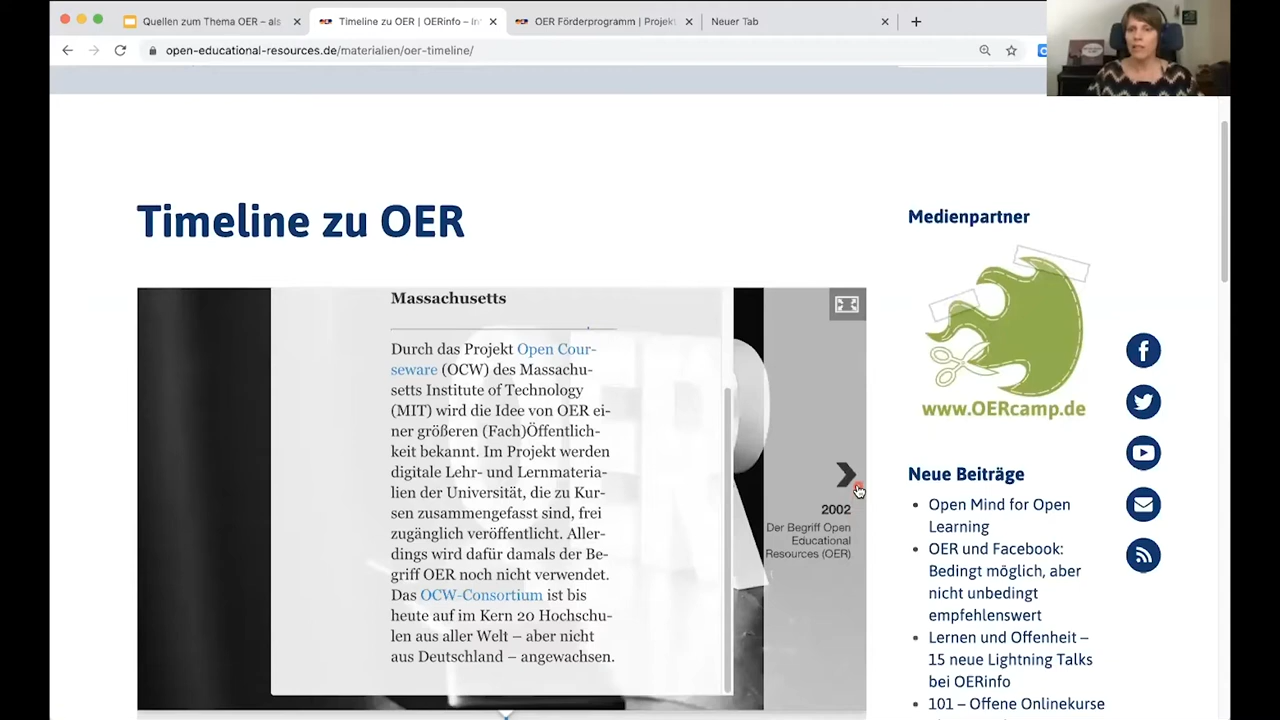 Quellen zum Thema OER – als
Timeline zu OER | OERinfo – In
OER Förderprogramm | Projekt
Neuer Tab
open-educational-resources.de/materialien/oer-timeline/
Timeline zu OER
Massachusetts
Durch das Projekt Open Cour-
seware (OCW) des Massachu-
setts Institute of Technology
(MIT) wird die Idee von OER ei-
ner größeren (Fach)Öffentlich-
keit bekannt. Im Projekt werden
digitale Lehr- und Lernmateria-
lien der Universität, die zu Kur-
sen zusammengefasst sind, frei
zugänglich veröffentlicht. Aller-
dings wird dafür damals der Be-
griff OER noch nicht verwendet.
Das OCW-Consortium ist bis
heute auf im Kern 20 Hochschu-
len aus aller Welt – aber nicht
aus Deutschland – angewachsen.
2002
Der Begriff Open
Educational
Resources (OER)
Medienpartner
www.OERcamp.de
Neue Beiträge
Open Mind for Open
Learning
OER und Facebook:
Bedingt möglich, aber
nicht unbedingt
empfehlenswert
Lernen und Offenheit –
15 neue Lightning Talks
bei OERinfo
101 – Offene Onlinekurse